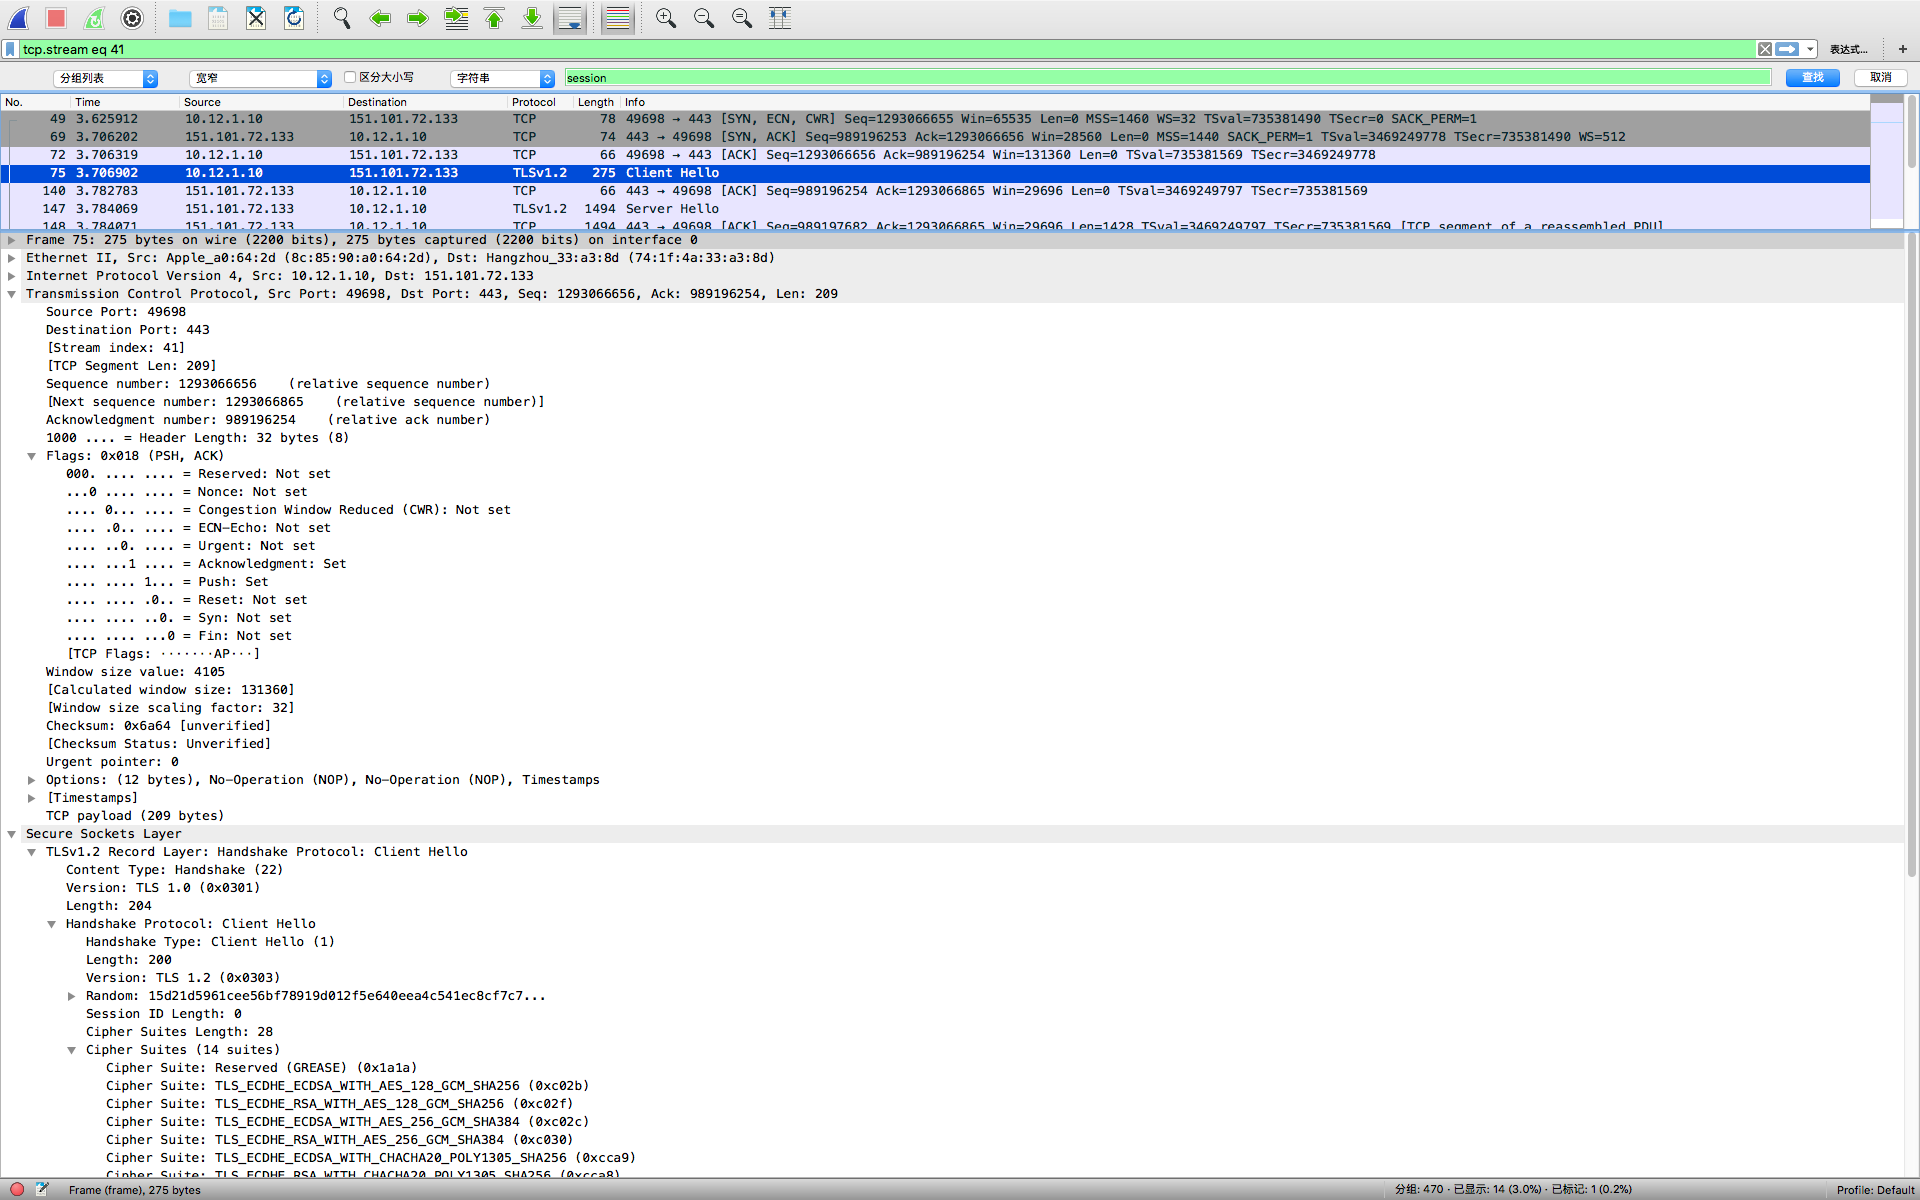 tcp.stream eq 41
表达式…
+
分组列表
宽窄
区分大小写
字符串
session
查找
取消
No. Time Source Destination Protocol Length Info
49 3.625912 10.12.1.10 151.101.72.133 TCP 78 49698 → 443 [SYN, ECN, CWR] Seq=1293066655 Win=65535 Len=0 MSS=1460 WS=32 TSval=735381490 TSecr=0 SACK_PERM=1
69 3.706202 151.101.72.133 10.12.1.10 TCP 74 443 → 49698 [SYN, ACK] Seq=989196253 Ack=1293066656 Win=28560 Len=0 MSS=1440 SACK_PERM=1 TSval=3469249778 TSecr=735381490 WS=512
72 3.706319 10.12.1.10 151.101.72.133 TCP 66 49698 → 443 [ACK] Seq=1293066656 Ack=989196254 Win=131360 Len=0 TSval=735381569 TSecr=3469249778
75 3.706902 10.12.1.10 151.101.72.133 TLSv1.2 275 Client Hello
140 3.782783 151.101.72.133 10.12.1.10 TCP 66 443 → 49698 [ACK] Seq=989196254 Ack=1293066865 Win=29696 Len=0 TSval=3469249797 TSecr=735381569
147 3.784069 151.101.72.133 10.12.1.10 TLSv1.2 1494 Server Hello
148 3.784071 151.101.72.133 10.12.1.10 TCP 1494 443 → 49698 [ACK] Seq=989197682 Ack=1293066865 Win=29696 Len=1428 TSval=3469249797 TSecr=735381569 [TCP segment of a reassembled PDU]
Frame 75: 275 bytes on wire (2200 bits), 275 bytes captured (2200 bits) on interface 0
Ethernet II, Src: Apple_a0:64:2d (8c:85:90:a0:64:2d), Dst: Hangzhou_33:a3:8d (74:1f:4a:33:a3:8d)
Internet Protocol Version 4, Src: 10.12.1.10, Dst: 151.101.72.133
Transmission Control Protocol, Src Port: 49698, Dst Port: 443, Seq: 1293066656, Ack: 989196254, Len: 209
Source Port: 49698
Destination Port: 443
[Stream index: 41]
[TCP Segment Len: 209]
Sequence number: 1293066656 (relative sequence number)
[Next sequence number: 1293066865 (relative sequence number)]
Acknowledgment number: 989196254 (relative ack number)
1000 .... = Header Length: 32 bytes (8)
Flags: 0x018 (PSH, ACK)
000. .... .... = Reserved: Not set
...0 .... .... = Nonce: Not set
.... 0... .... = Congestion Window Reduced (CWR): Not set
.... .0.. .... = ECN-Echo: Not set
.... ..0. .... = Urgent: Not set
.... ...1 .... = Acknowledgment: Set
.... .... 1... = Push: Set
.... .... .0.. = Reset: Not set
.... .... ..0. = Syn: Not set
.... .... ...0 = Fin: Not set
[TCP Flags: ·······AP···]
Window size value: 4105
[Calculated window size: 131360]
[Window size scaling factor: 32]
Checksum: 0x6a64 [unverified]
[Checksum Status: Unverified]
Urgent pointer: 0
Options: (12 bytes), No-Operation (NOP), No-Operation (NOP), Timestamps
[Timestamps]
TCP payload (209 bytes)
Secure Sockets Layer
TLSv1.2 Record Layer: Handshake Protocol: Client Hello
Content Type: Handshake (22)
Version: TLS 1.0 (0x0301)
Length: 204
Handshake Protocol: Client Hello
Handshake Type: Client Hello (1)
Length: 200
Version: TLS 1.2 (0x0303)
Random: 15d21d5961cee56bf78919d012f5e640eea4c541ec8cf7c7...
Session ID Length: 0
Cipher Suites Length: 28
Cipher Suites (14 suites)
Cipher Suite: Reserved (GREASE) (0x1a1a)
Cipher Suite: TLS_ECDHE_ECDSA_WITH_AES_128_GCM_SHA256 (0xc02b)
Cipher Suite: TLS_ECDHE_RSA_WITH_AES_128_GCM_SHA256 (0xc02f)
Cipher Suite: TLS_ECDHE_ECDSA_WITH_AES_256_GCM_SHA384 (0xc02c)
Cipher Suite: TLS_ECDHE_RSA_WITH_AES_256_GCM_SHA384 (0xc030)
Cipher Suite: TLS_ECDHE_ECDSA_WITH_CHACHA20_POLY1305_SHA256 (0xcca9)
Cipher Suite: TLS_ECDHE_RSA_WITH_CHACHA20_POLY1305_SHA256 (0xcca8)
Frame (frame), 275 bytes
分组: 470 · 已显示: 14 (3.0%) · 已标记: 1 (0.2%)
Profile: Default